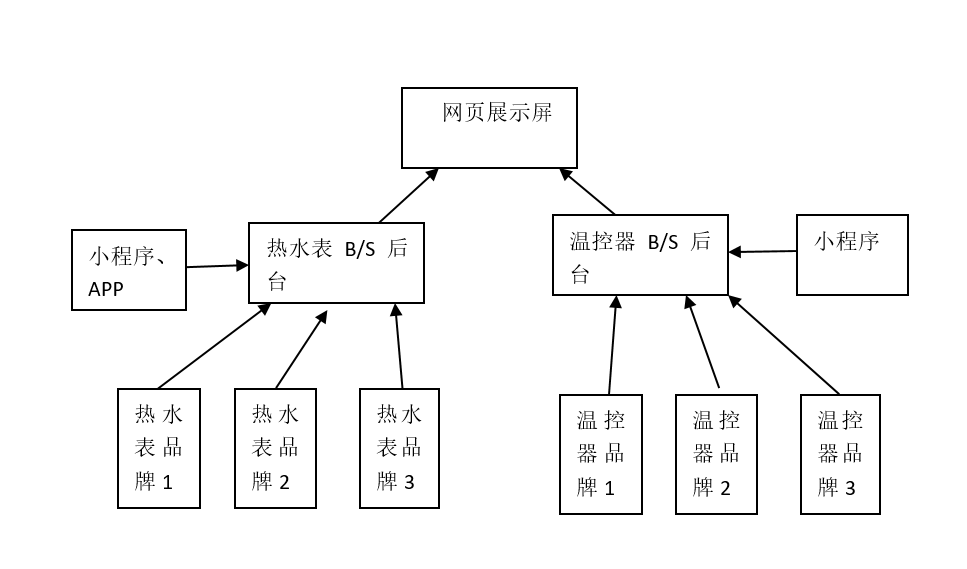 网页展示屏
小程序、
APP
热水表 B/S 后
台
温控器 B/S 后
台
小程序
热水
表品
牌1
热水
表品
牌2
热水
表品
牌3
温控
器品
牌1
温控
器品
牌2
温控
器品
牌3